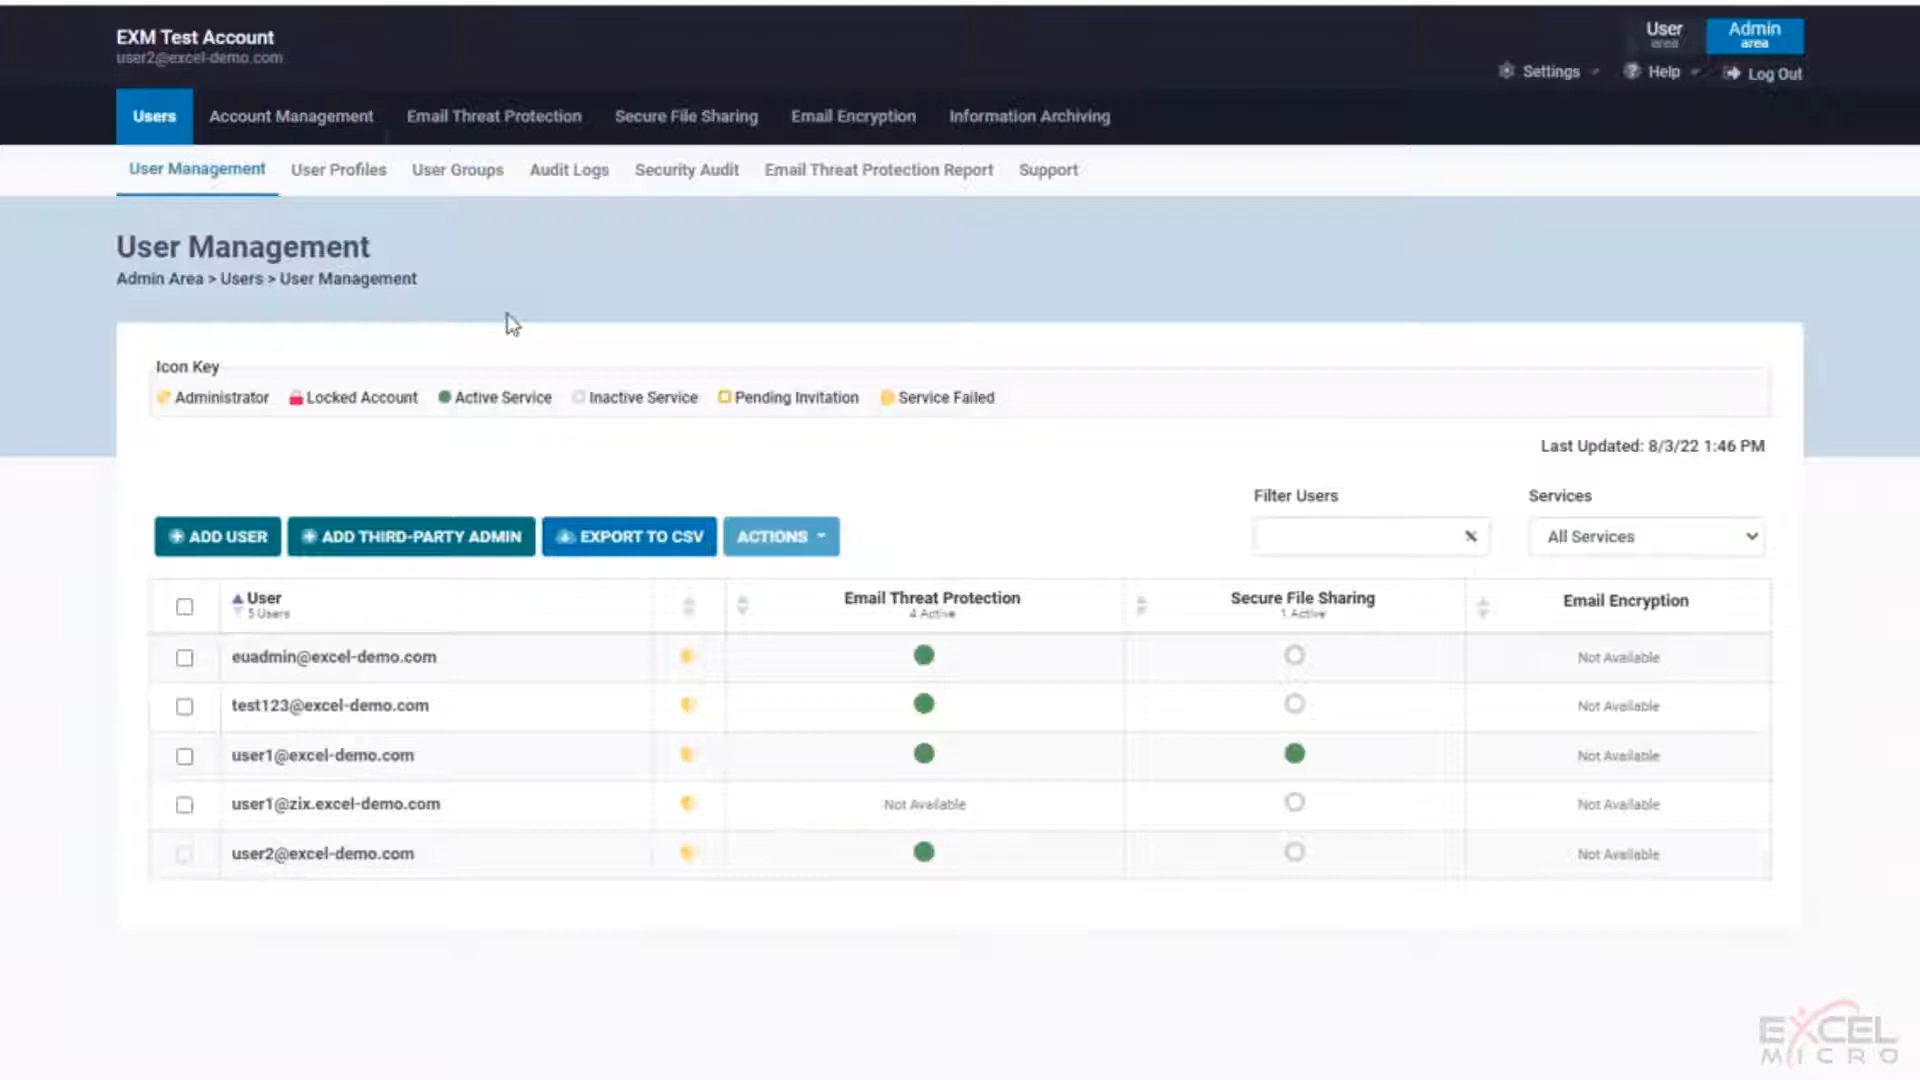 EXM Test Account
user2@excel-demo.com
User
area
Admin
area
Settings
Help
Log Out
Users
Account Management
Email Threat Protection
Secure File Sharing
Email Encryption
Information Archiving
User Management
User Profiles
User Groups
Audit Logs
Security Audit
Email Threat Protection Report
Support
User Management
Admin Area > Users > User Management
Icon Key
Administrator
Locked Account
Active Service
Inactive Service
Pending Invitation
Service Failed
Last Updated: 8/3/22 1:46 PM
Filter Users
Services
ADD USER
ADD THIRD-PARTY ADMIN
EXPORT TO CSV
ACTIONS
All Services
User
5 Users
Email Threat Protection
4 Active
Secure File Sharing
1 Active
Email Encryption
euadmin@excel-demo.com
Not Available
test123@excel-demo.com
Not Available
user1@excel-demo.com
Not Available
user1@zix.excel-demo.com
Not Available
Not Available
user2@excel-demo.com
Not Available
EXCEL
MICRO